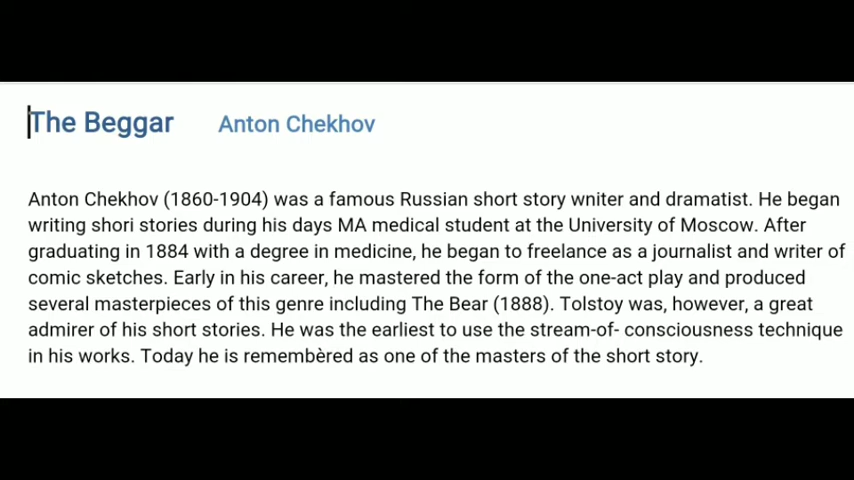 The Beggar Anton Chekhov
Anton Chekhov (1860-1904) was a famous Russian short story wniter and dramatist. He began
writing shori stories during his days MA medical student at the University of Moscow. After
graduating in 1884 with a degree in medicine, he began to freelance as a journalist and writer of
comic sketches. Early in his career, he mastered the form of the one-act play and produced
several masterpieces of this genre including The Bear (1888). Tolstoy was, however, a great
admirer of his short stories. He was the earliest to use the stream-of- consciousness technique
in his works. Today he is remembèred as one of the masters of the short story.